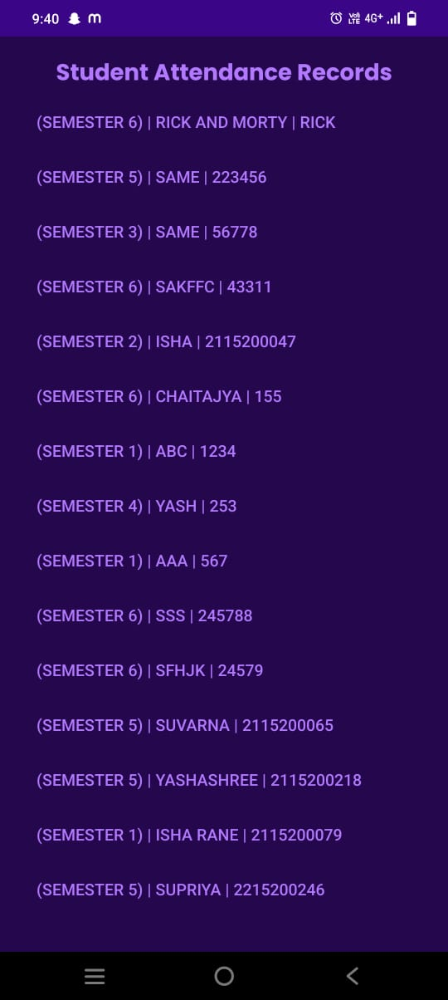 9:40 m Vo) LTE 4G+
Student Attendance Records
(SEMESTER 6) | RICK AND MORTY | RICK
(SEMESTER 5) | SAME | 223456
(SEMESTER 3) | SAME | 56778
(SEMESTER 6) | SAKFFC | 43311
(SEMESTER 2) | ISHA | 2115200047
(SEMESTER 6) | CHAITAJYA | 155
(SEMESTER 1) | ABC | 1234
(SEMESTER 4) | YASH | 253
(SEMESTER 1) | AAA | 567
(SEMESTER 6) | SSS | 245788
(SEMESTER 6) | SFHJK | 24579
(SEMESTER 5) | SUVARNA | 2115200065
(SEMESTER 5) | YASHASHREE | 2115200218
(SEMESTER 1) | ISHA RANE | 2115200079
(SEMESTER 5) | SUPRIYA | 2215200246